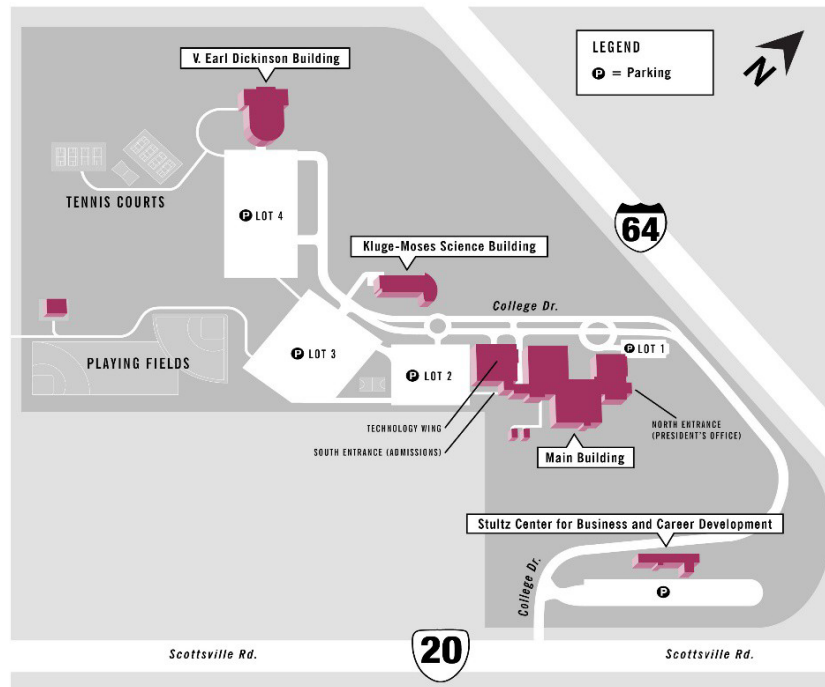 V. Earl Dickinson Building
LEGEND
P = Parking
N
TENNIS COURTS
P LOT 4
64
Kluge-Moses Science Building
College Dr.
PLAYING FIELDS
P LOT 3
P LOT 2
P LOT 1
TECHNOLOGY WING
SOUTH ENTRANCE (ADMISSIONS)
NORTH ENTRANCE
(PRESIDENT'S OFFICE)
Main Building
Stultz Center for Business and Career Development
College Dr.
P
Scottsville Rd.
20
Scottsville Rd.